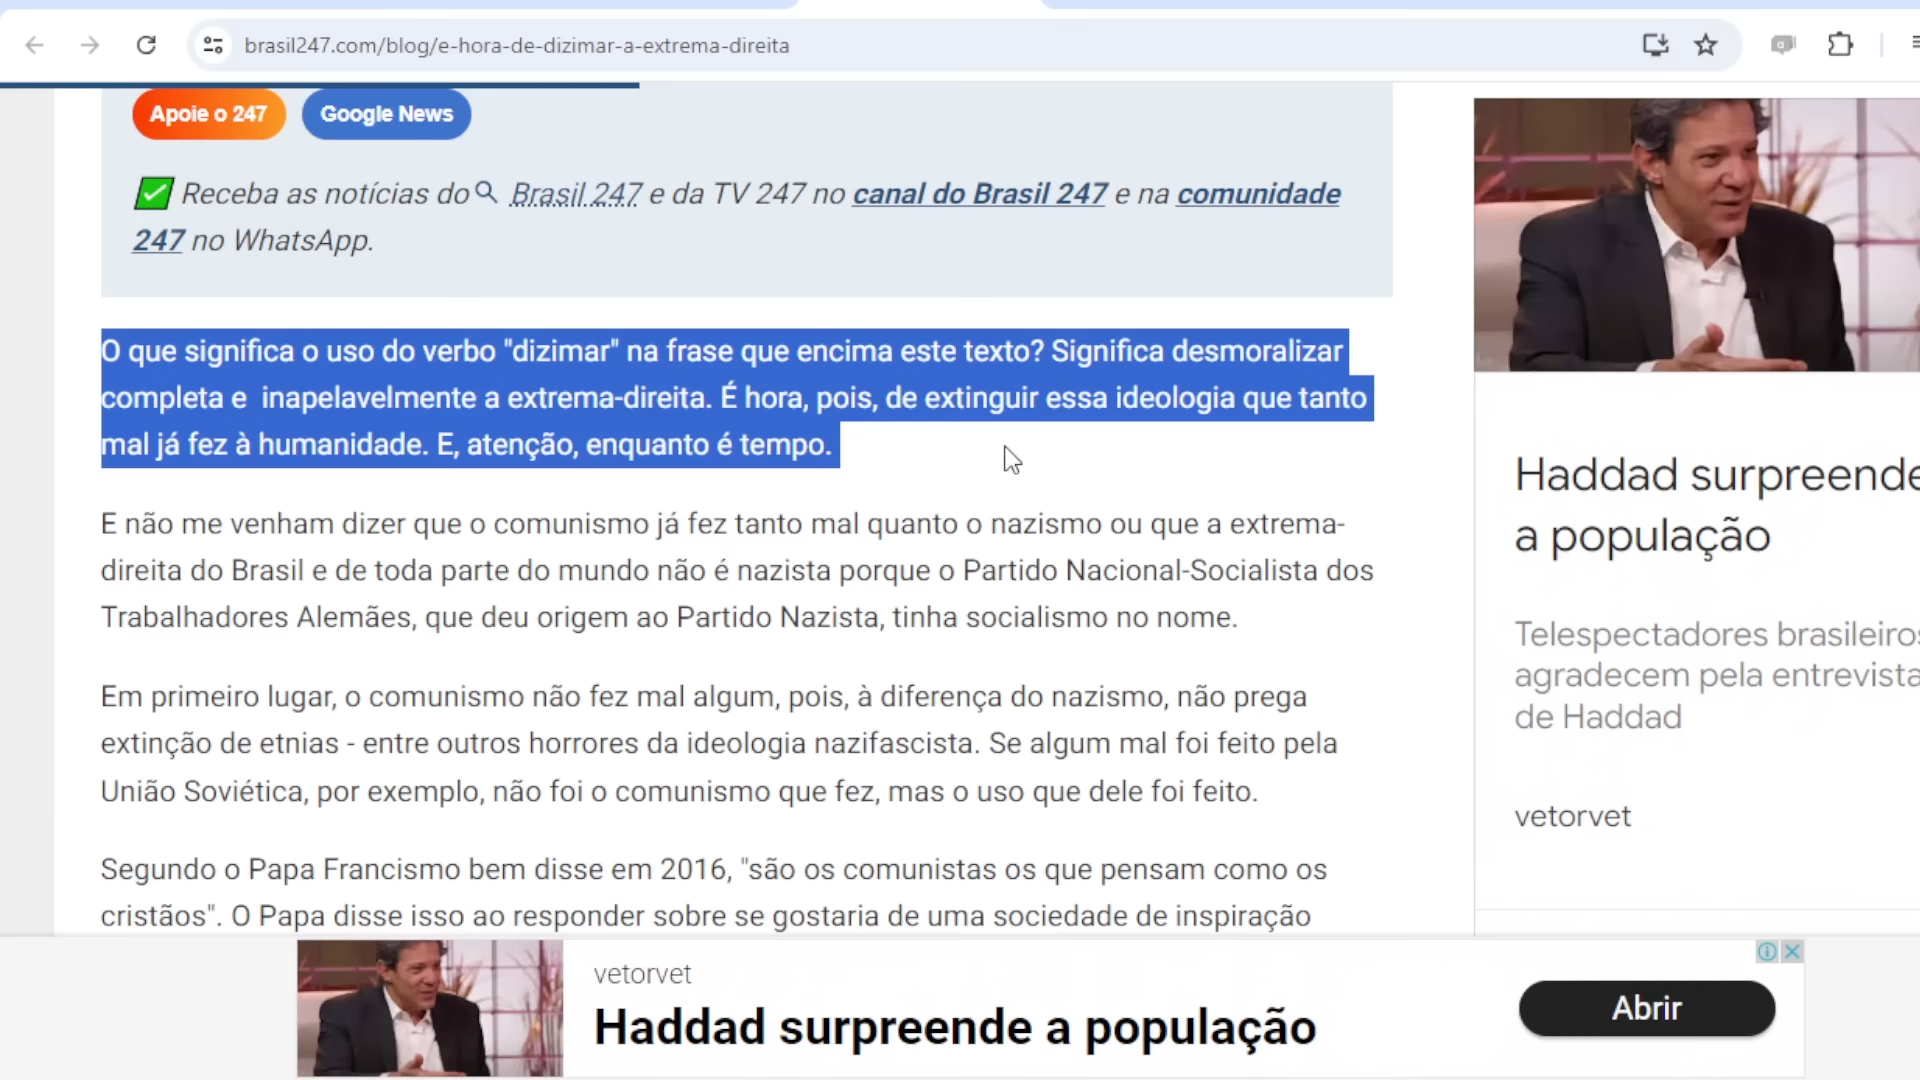 brasil247.com/blog/e-hora-de-dizimar-a-extrema-direita
Apoie o 247
Google News
Receba as notícias do Brasil 247 e da TV 247 no canal do Brasil 247 e na comunidade
247 no WhatsApp.
O que significa o uso do verbo "dizimar" na frase que encima este texto? Significa desmoralizar
completa e inapelavelmente a extrema-direita. É hora, pois, de extinguir essa ideologia que tanto
mal já fez à humanidade. E, atenção, enquanto é tempo.
E não me venham dizer que o comunismo já fez tanto mal quanto o nazismo ou que a extrema-
direita do Brasil e de toda parte do mundo não é nazista porque o Partido Nacional-Socialista dos
Trabalhadores Alemães, que deu origem ao Partido Nazista, tinha socialismo no nome.
Em primeiro lugar, o comunismo não fez mal algum, pois, à diferença do nazismo, não prega
extinção de etnias - entre outros horrores da ideologia nazifascista. Se algum mal foi feito pela
União Soviética, por exemplo, não foi o comunismo que fez, mas o uso que dele foi feito.
Segundo o Papa Francismo bem disse em 2016, "são os comunistas os que pensam como os
cristãos". O Papa disse isso ao responder sobre se gostaria de uma sociedade de inspiração
Haddad surpreende
a população
Telespectadores brasileiros
agradecem pela entrevista
de Haddad
vetorvet
vetorvet
Haddad surpreende a população
Abrir